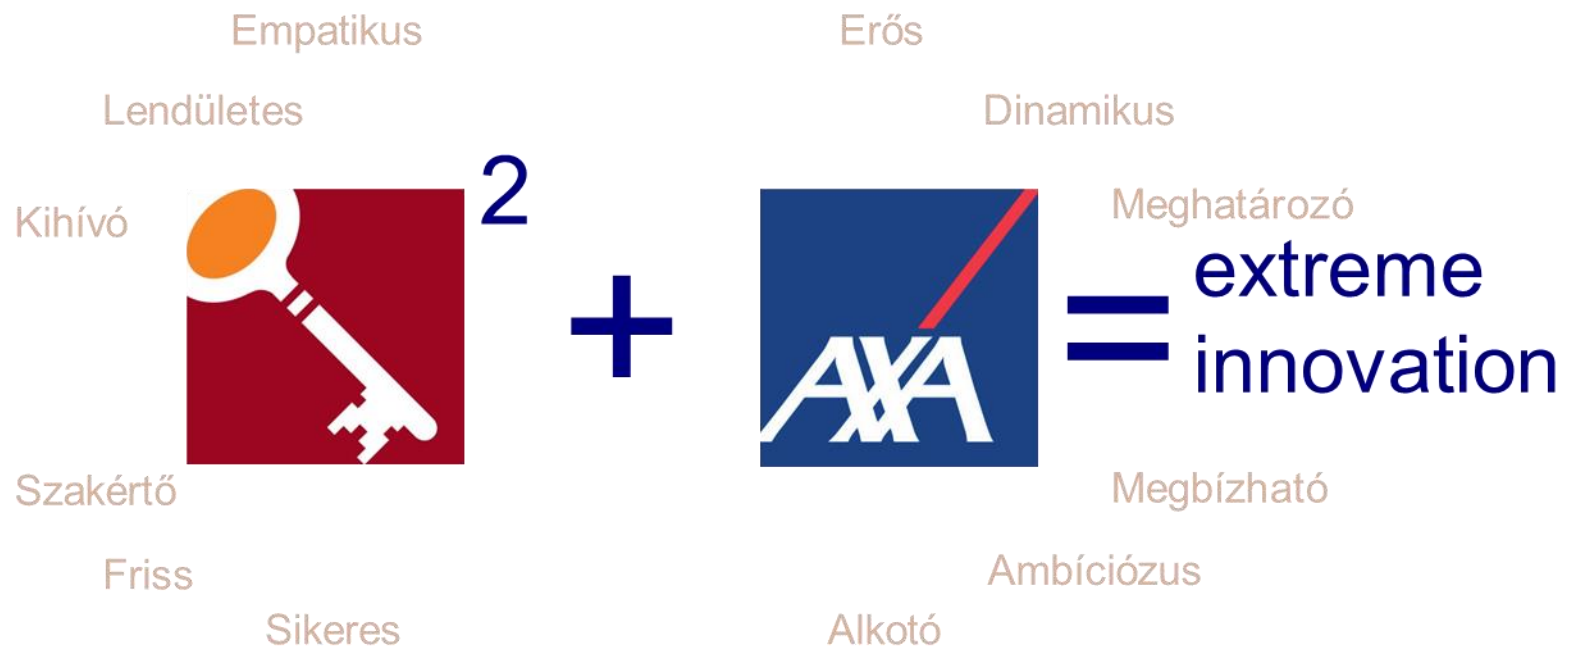 Empatikus
Erős
Lendületes
Dinamikus
2
Kihívó
Meghatározó
+
AXA
=
extreme
innovation
Szakértő
Megbízható
Friss
Ambíciózus
Sikeres
Alkotó